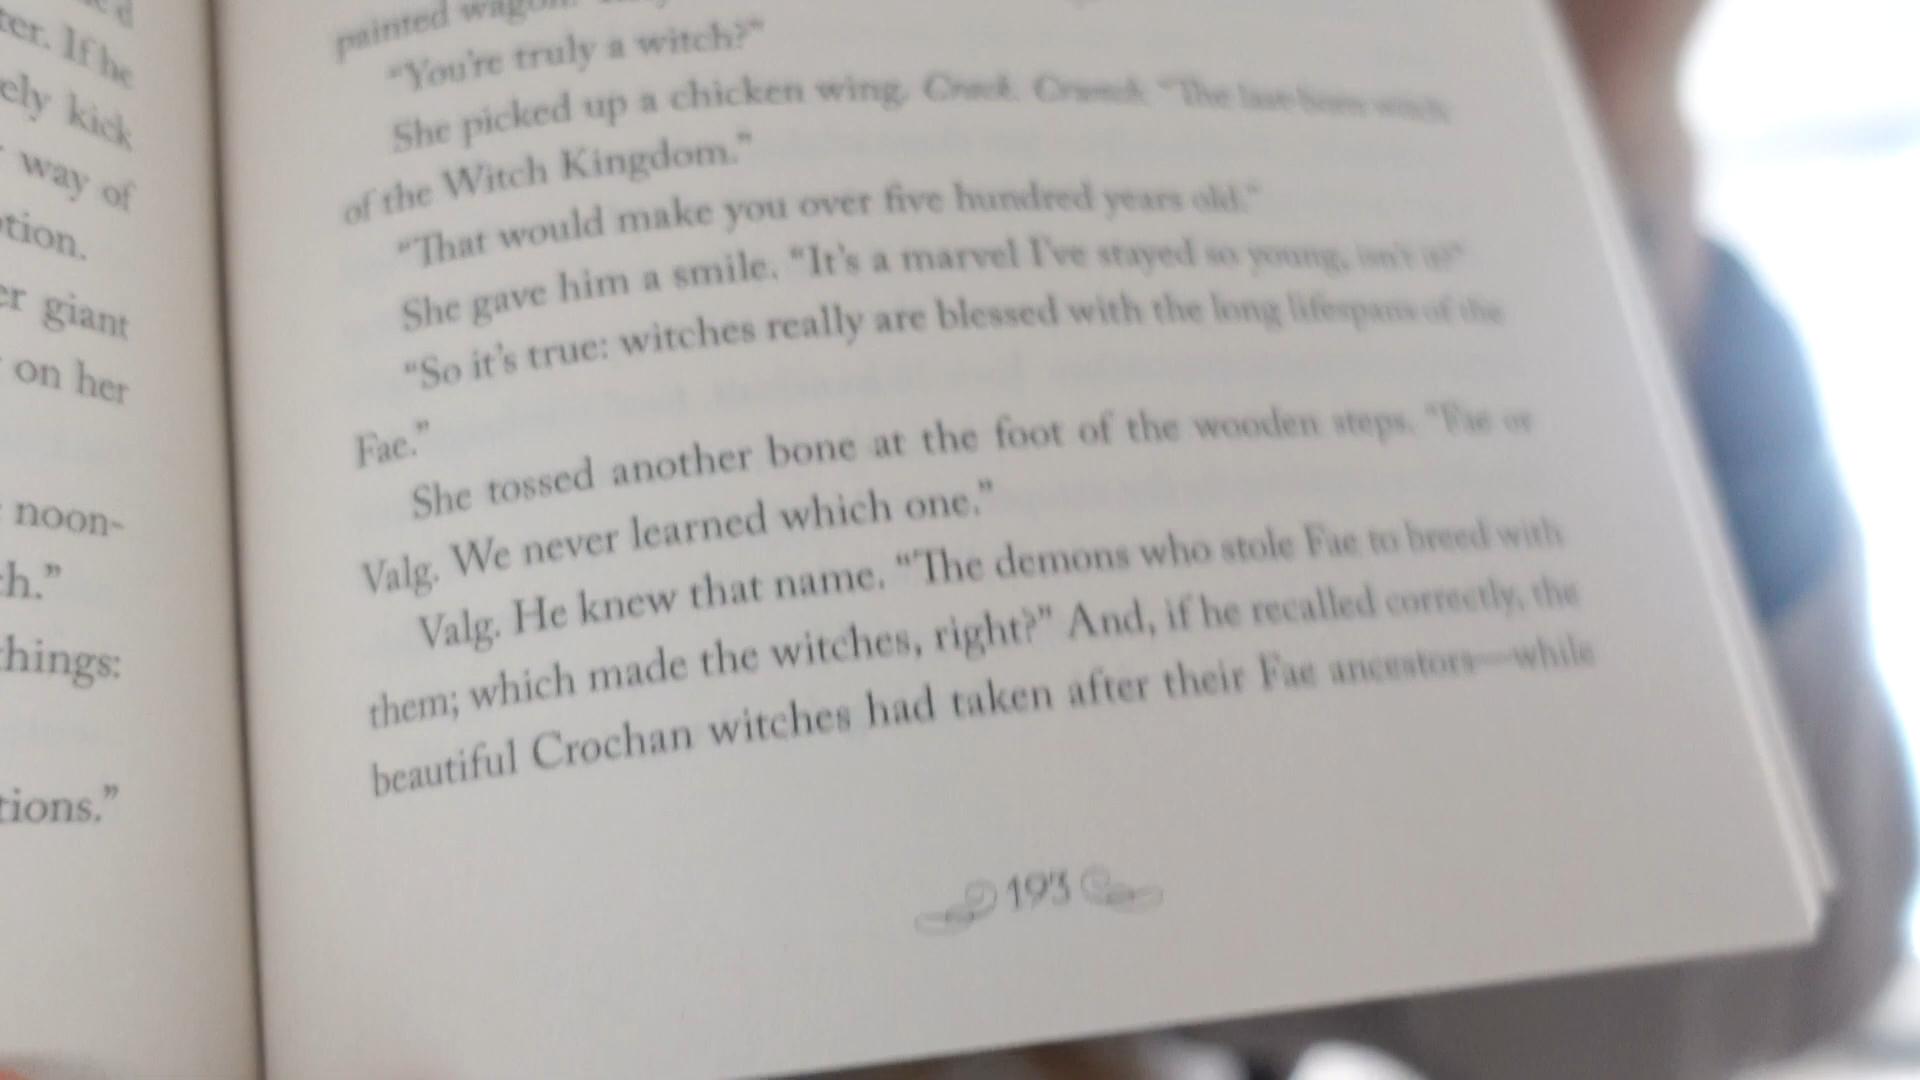 e'd
ter. If he
ely kick
way of
tion.
er giant
on her
noon-
h.”
hings:
tions.”
painted wagon.
“You’re truly a witch?”
She picked up a chicken wing. Crack. Crunch. “The last-born witch
of the Witch Kingdom.”
“That would make you over five hundred years old.”
She gave him a smile. “It’s a marvel I’ve stayed so young, isn’t it?”
“So it’s true: witches really are blessed with the long lifespans of the
Fae.”
She tossed another bone at the foot of the wooden steps. “Fae or
Valg. We never learned which one.”
Valg. He knew that name. “The demons who stole Fae to breed with
them; which made the witches, right?” And, if he recalled correctly, the
beautiful Crochan witches had taken after their Fae ancestors—while
193